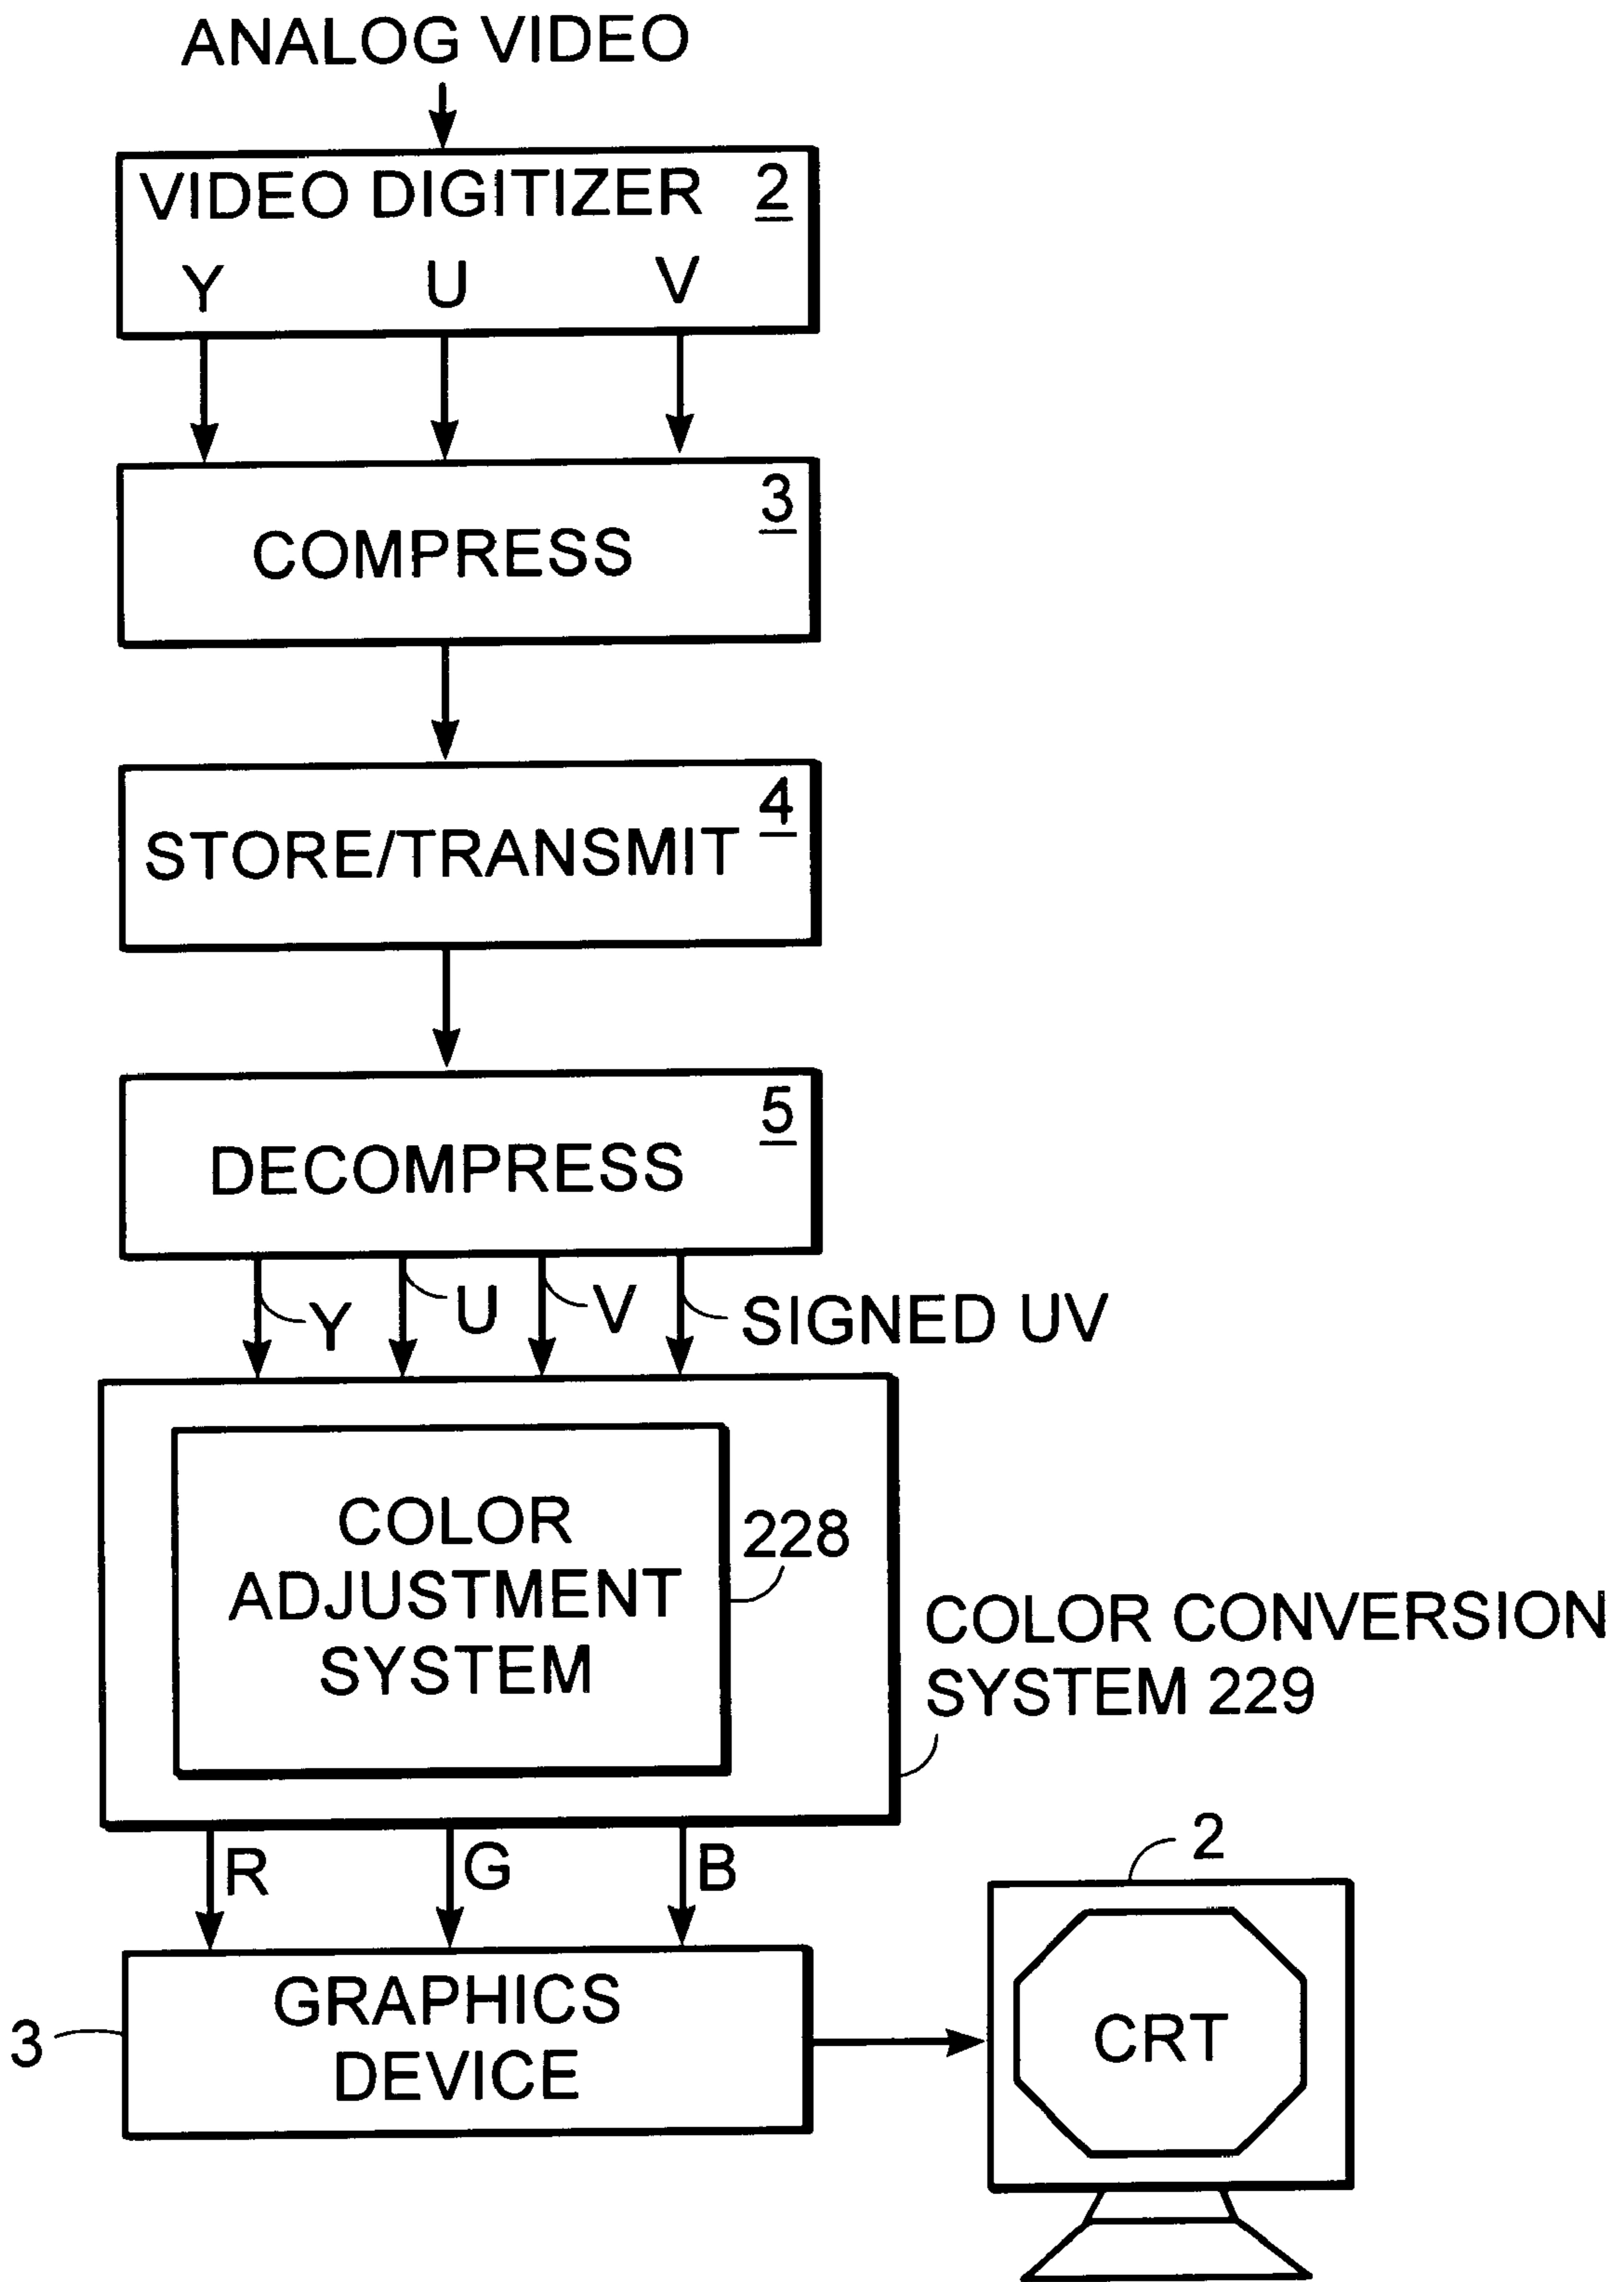 ANALOG VIDEO
VIDEO DIGITIZER 2
Y U V
3
COMPRESS
4
STORE/TRANSMIT
5
DECOMPRESS
Y U V SIGNED UV
COLOR
ADJUSTMENT
SYSTEM
228
COLOR CONVERSION
SYSTEM 229
R G B
2
GRAPHICS
DEVICE
3
CRT